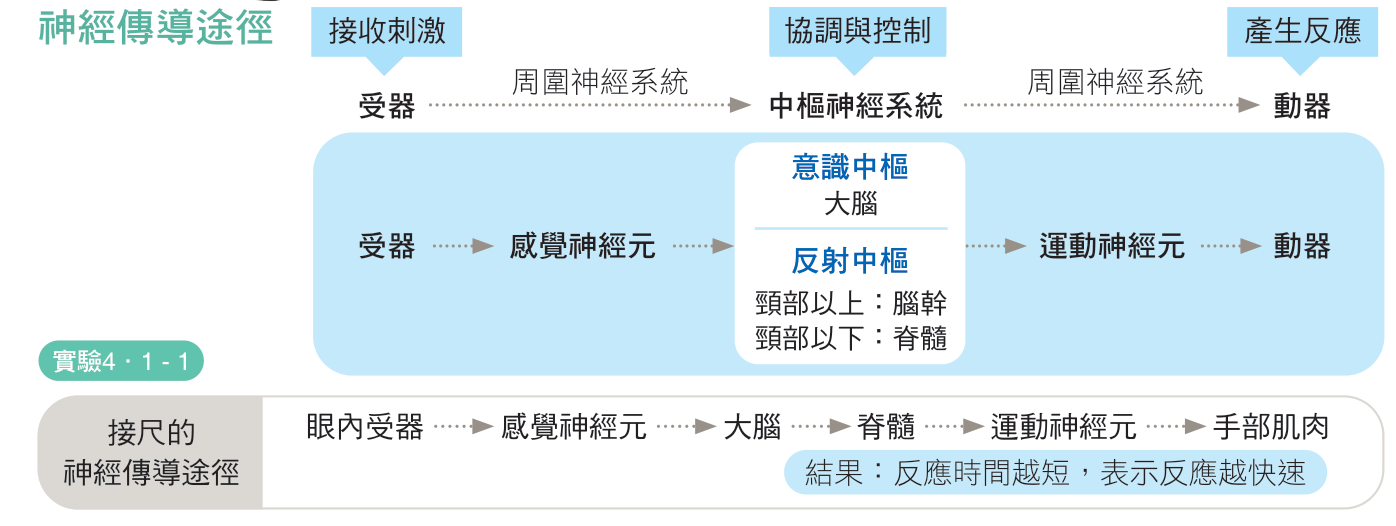 神經傳導途徑
接收刺激
協調與控制
產生反應
受器
周圍神經系統
中樞神經系統
周圍神經系統
動器
意識中樞
大腦
受器
感覺神經元
反射中樞
頸部以上：腦幹
頸部以下：脊髓
運動神經元
動器
實驗4‧1-1
接尺的
神經傳導途徑
眼內受器
感覺神經元
大腦
脊髓
運動神經元
手部肌肉
結果：反應時間越短，表示反應越快速